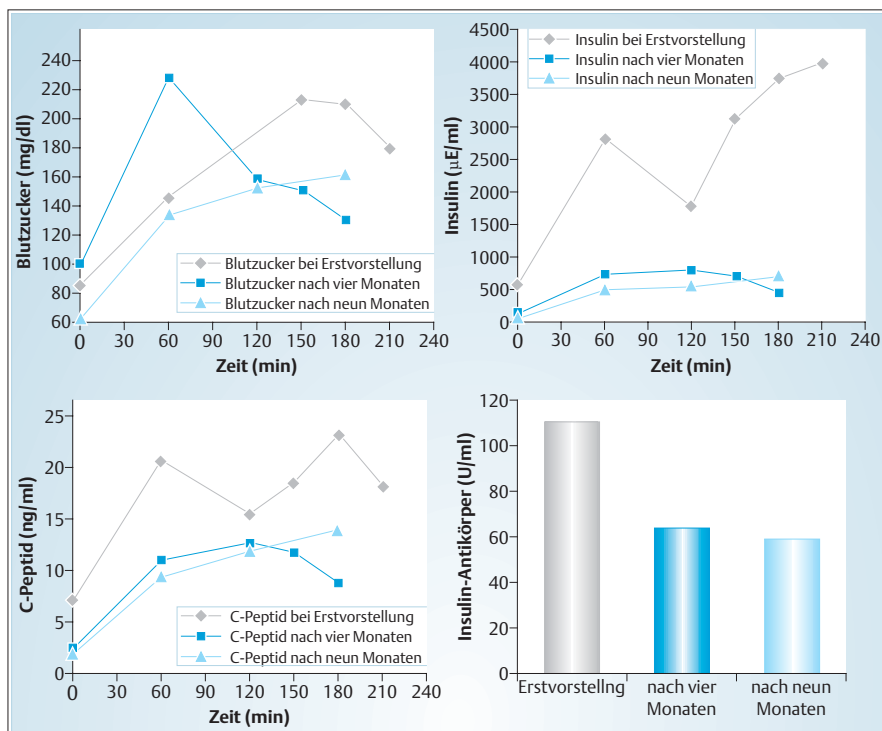 240
220
200
180
160
140
120
100
80
60
Blutzucker (mg/dl)
Blutzucker bei Erstvorstellung
Blutzucker nach vier Monaten
Blutzucker nach neun Monaten
0 30 60 90 120 150 180 210 240
Zeit (min)
4500
4000
3500
3000
2500
2000
1500
1000
500
0
Insulin (µE/ml)
Insulin bei Erstvorstellung
Insulin nach vier Monaten
Insulin nach neun Monaten
0 30 60 90 120 150 180 210 240
Zeit (min)
25
20
15
10
5
0
C-Peptid (ng/ml)
C-Peptid bei Erstvorstellung
C-Peptid nach vier Monaten
C-Peptid nach neun Monaten
0 30 60 90 120 150 180 210 240
Zeit (min)
120
100
80
60
40
20
0
Insulin-Antikörper (U/ml)
Erstvorstellng
nach vier
Monaten
nach neun
Monaten